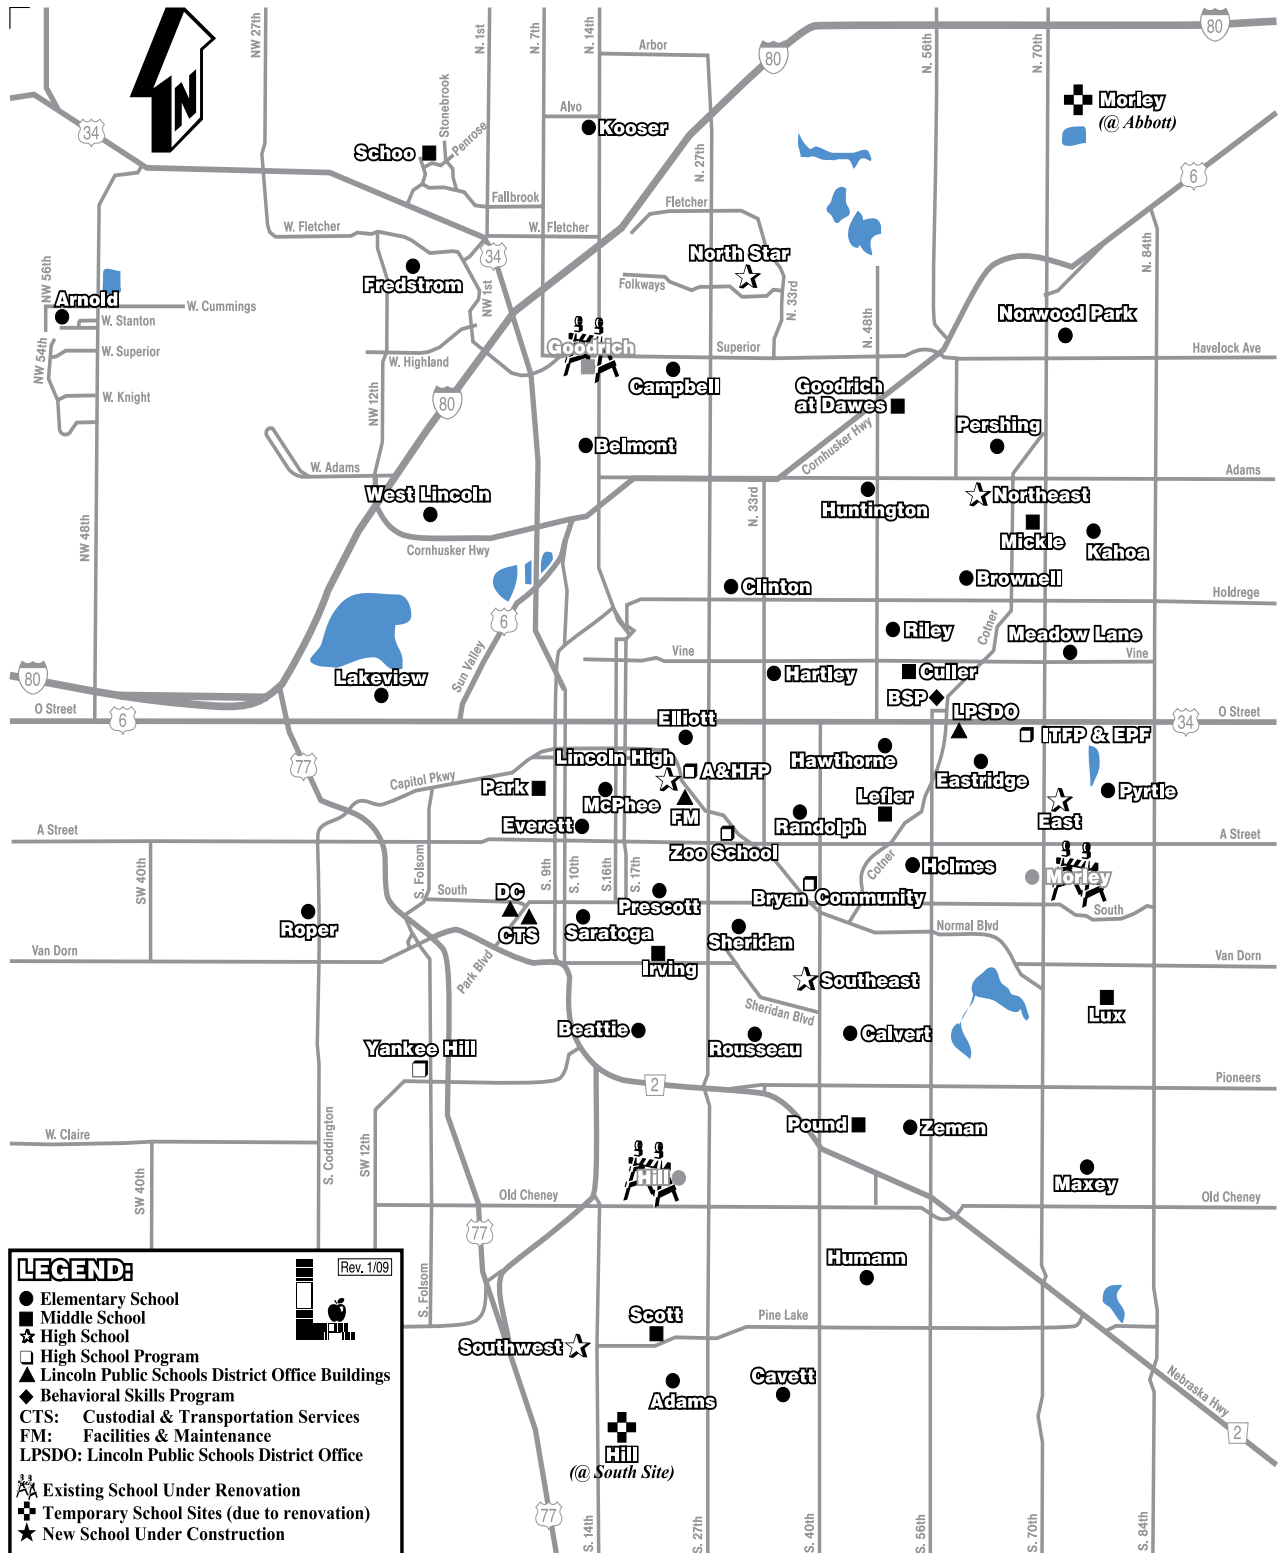 NW 27th
N. 1st
N. 7th
N. 14th
Arbor
80
N. 56th
N. 70th
80
34
Stonebrook
Penrose
Alvo
Kooser
N. 27th
Morley
(@ Abbott)
N
Schoo
Fallbrook
6
W. Fletcher
W. Fletcher
Fletcher
34
North Star
N. 84th
NW 56th
Fredstrom
Folkways
N. 33rd
NW 1st
Arnold
W. Cummings
W. Stanton
Norwood Park
N. 48th
NW 54th
W. Superior
W. Highland
Goodrich
Superior
Havelock Ave
Campbell
Goodrich
at Dawes
W. Knight
NW 12th
80
Cornhusker Hwy
Pershing
Belmont
W. Adams
Adams
West Lincoln
Huntington
Northeast
N. 33rd
NW 48th
Mickle
Kahoa
Cornhusker Hwy
Clinton
Brownell
Holdrege
6
Cotner
Riley
Meadow Lane
Vine
Vine
Sun Valley
Lakeview
Hartley
Culler
BSP
80
O Street
6
Elliott
LPSDO
34
O Street
ITFP & EPF
77
Lincoln High
A&HFP
Hawthorne
Eastridge
Capitol Pkwy
Park
McPhee
FM
Lefler
Pyrtle
Everett
Randolph
East
A Street
A Street
Zoo School
SW 40th
S. Folsom
S. 9th
S. 10th
S.16th
S. 17th
Cotner
Holmes
Morley
South
DC
Prescott
Bryan Community
South
Roper
CTS
Saratoga
Sheridan
Normal Blvd
Van Dorn
Van Dorn
Park Blvd
Irving
Southeast
Sheridan Blvd
Lux
Beattie
Rousseau
Calvert
Yankee Hill
2
Pioneers
W. Claire
S. Coddington
SW 12th
Pound
Zeman
SW 40th
Hill
Maxey
Old Cheney
Old Cheney
77
Humann
S. Folsom
Scott
Pine Lake
Southwest
Adams
Cavett
Nebraska Hwy
2
Hill
(@ South Site)
77
S. 14th
S. 27th
S. 40th
S. 56th
S. 70th
S. 84th
LEGEND:
Rev. 1/09
Elementary School
Middle School
High School
High School Program
Lincoln Public Schools District Office Buildings
Behavioral Skills Program
CTS: Custodial & Transportation Services
FM: Facilities & Maintenance
LPSDO: Lincoln Public Schools District Office
Existing School Under Renovation
Temporary School Sites (due to renovation)
New School Under Construction